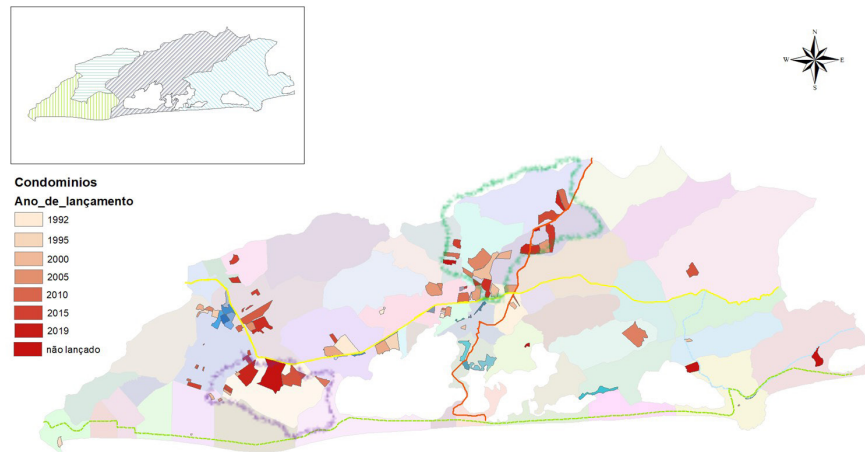 N
W
E
S
Condominios
Ano_de_lançamento
1992
1995
2000
2005
2010
2015
2019
não lançado